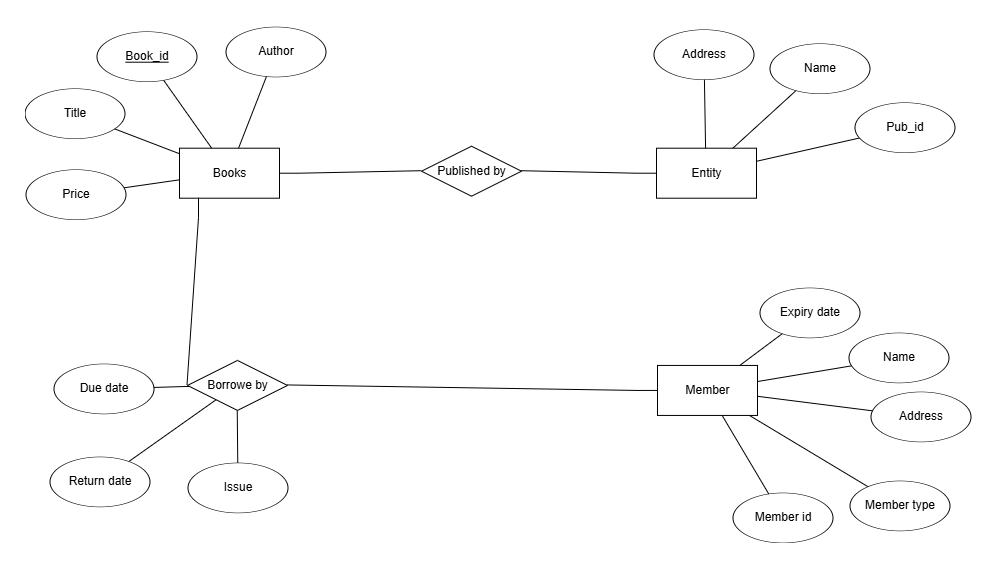 Book_id
Author
Address
Name
Title
Pub_id
Books
Published by
Entity
Price
Expiry date
Name
Due date
Borrowe by
Member
Address
Return date
Issue
Member type
Member id